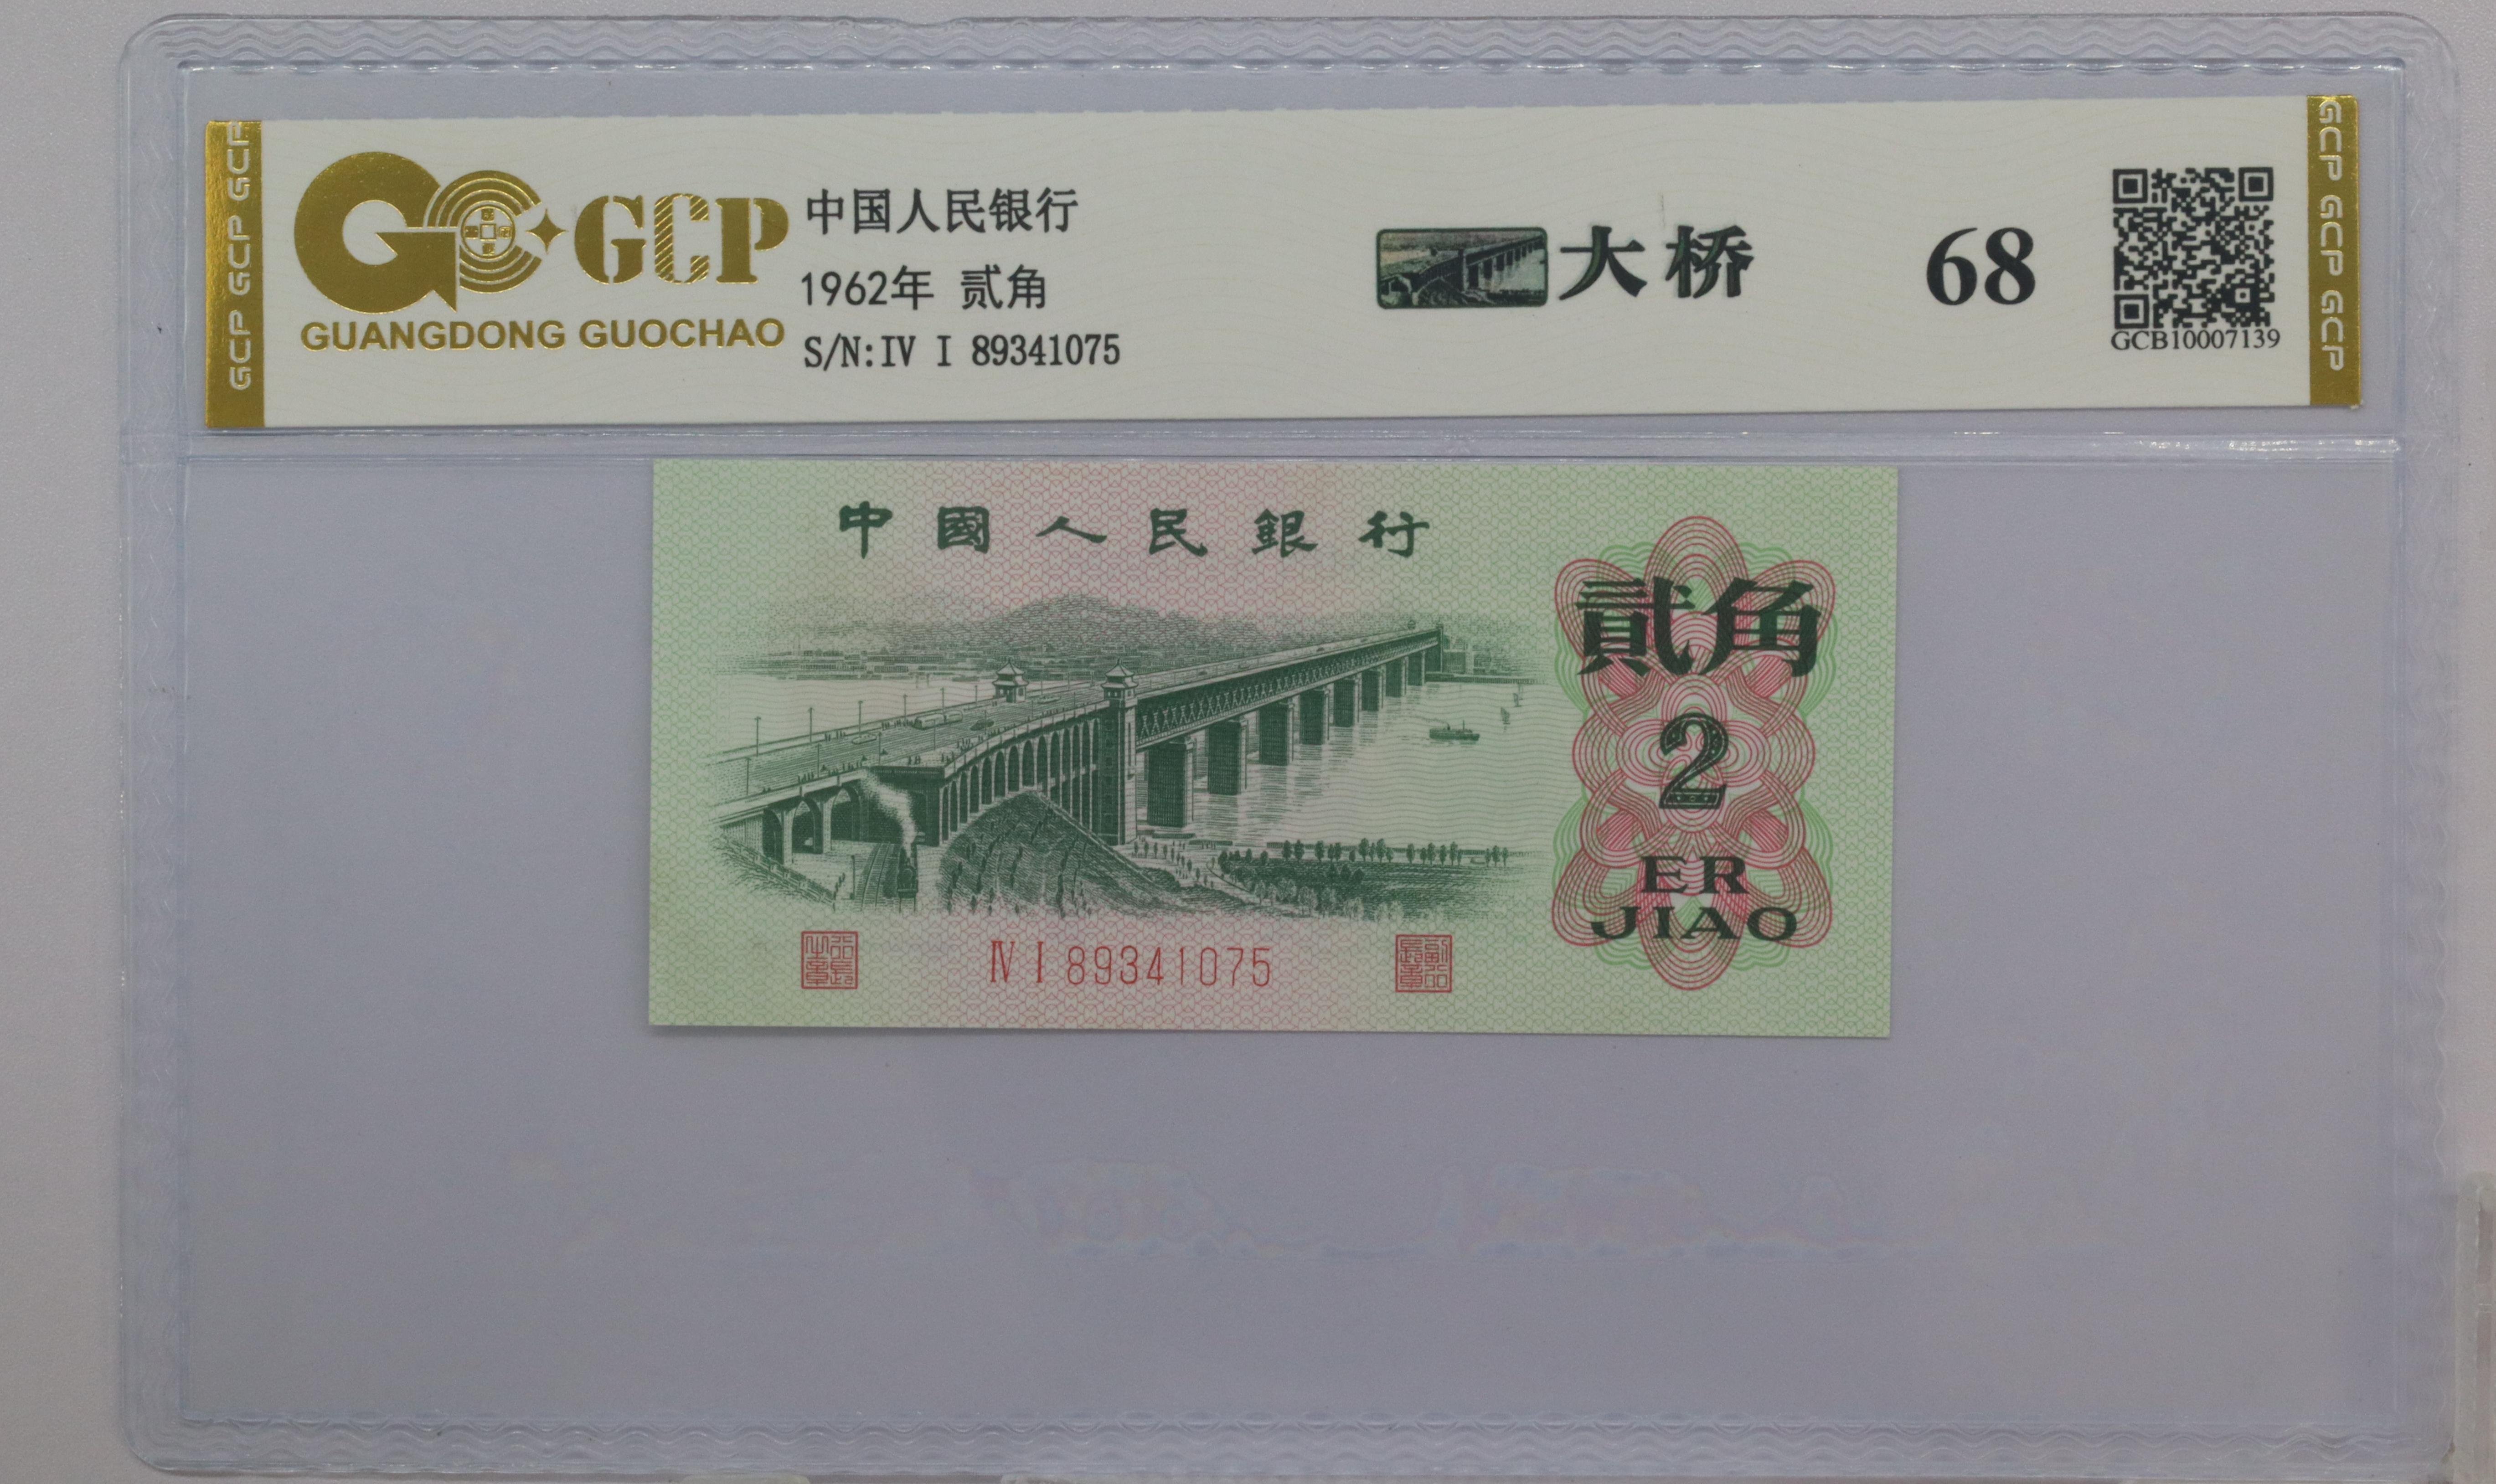 GCP
GUANGDONG GUOCHAO
中国人民银行
1962年 贰角
S/N:IV I 89341075
大桥
68
GCB10007139
GCP GCP GCP
GCP GCP GCP
中國人民銀行
貳角
2
ER
JIAO
Ⅳ Ⅰ 89341075